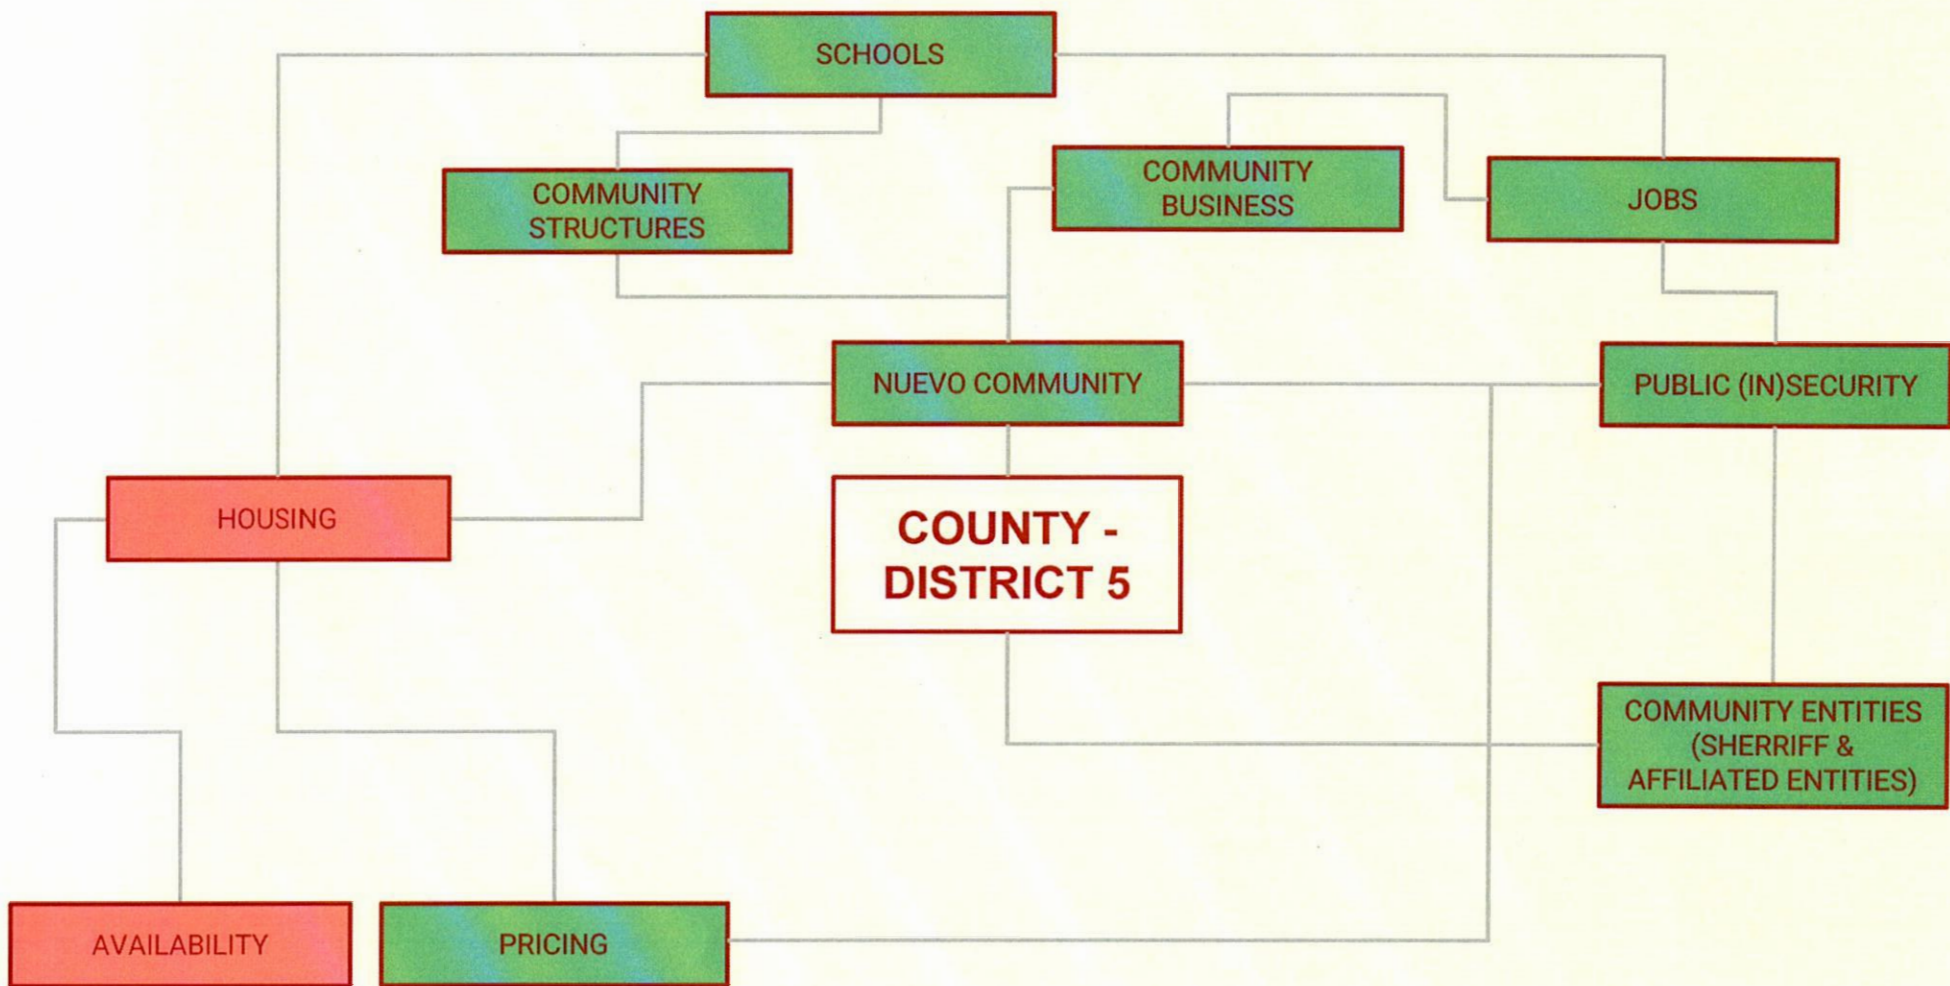 SCHOOLS
COMMUNITY
STRUCTURES
COMMUNITY
BUSINESS
JOBS
NUEVO COMMUNITY
PUBLIC (IN)SECURITY
HOUSING
COUNTY -
DISTRICT 5
COMMUNITY ENTITIES
(SHERRIFF &
AFFILIATED ENTITIES)
AVAILABILITY
PRICING